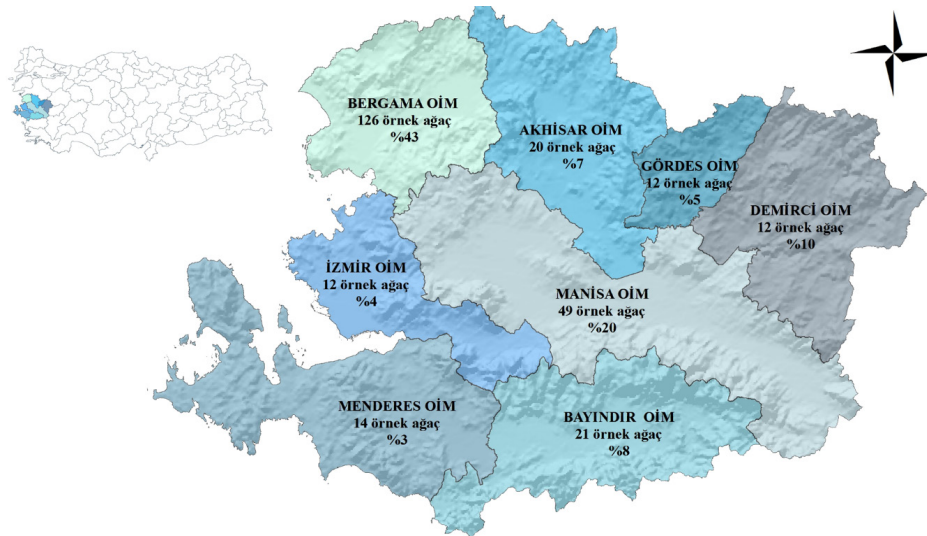 BERGAMA OİM
126 örnek ağaç
%43
AKHİSAR OİM
20 örnek ağaç
%7
GÖRDES OİM
12 örnek ağaç
%5
DEMİRCİ OİM
12 örnek ağaç
%10
İZMİR OİM
12 örnek ağaç
%4
MANİSA OİM
49 örnek ağaç
%20
MENDERES OİM
14 örnek ağaç
%3
BAYINDIR OİM
21 örnek ağaç
%8